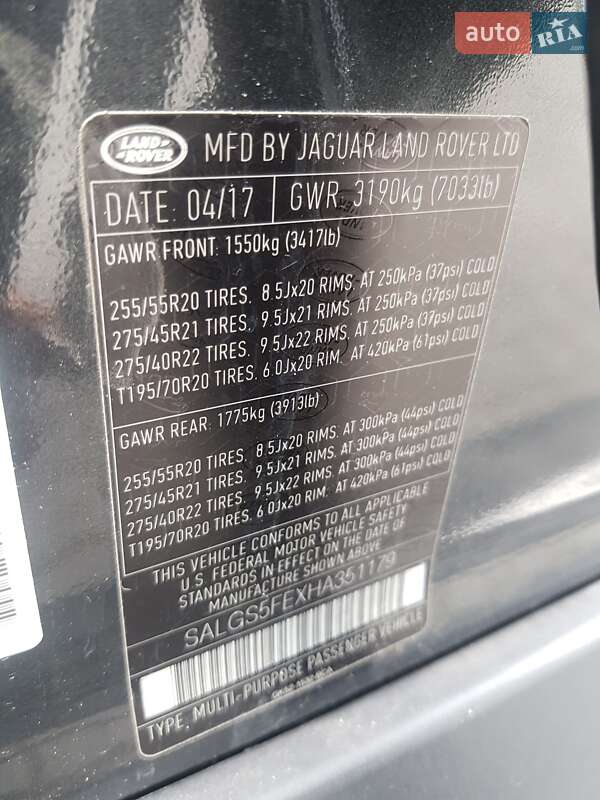 auto RIA .com
LAND ROVER
MFD BY JAGUAR LAND ROVER LTD
DATE: 04/17 GWR 3190kg (7033lb)
GAWR FRONT: 1550kg (3417lb)
255/55R20 TIRES. 8.5Jx20 RIMS. AT 250kPa (37psi) COLD
275/45R21 TIRES. 9.5Jx21 RIMS. AT 250kPa (37psi) COLD
275/40R22 TIRES. 9.5Jx22 RIMS. AT 250kPa (37psi) COLD
T195/70R20 TIRES. 6.0Jx20 RIM. AT 420kPa (61psi) COLD
GAWR REAR: 1775kg (3913lb)
255/55R20 TIRES. 8.5Jx20 RIMS. AT 300kPa (44psi) COLD
275/45R21 TIRES. 9.5Jx21 RIMS. AT 300kPa (44psi) COLD
275/40R22 TIRES. 9.5Jx22 RIMS. AT 300kPa (44psi) COLD
T195/70R20 TIRES. 6.0Jx20 RIM. AT 420kPa (61psi) COLD
THIS VEHICLE CONFORMS TO ALL APPLICABLE
U.S. FEDERAL MOTOR VEHICLE SAFETY
STANDARDS IN EFFECT ON THE DATE OF
MANUFACTURE SHOWN ABOVE
SALGS5FEXHA351179
TYPE. MULTI-PURPOSE PASSENGER VEHICLE